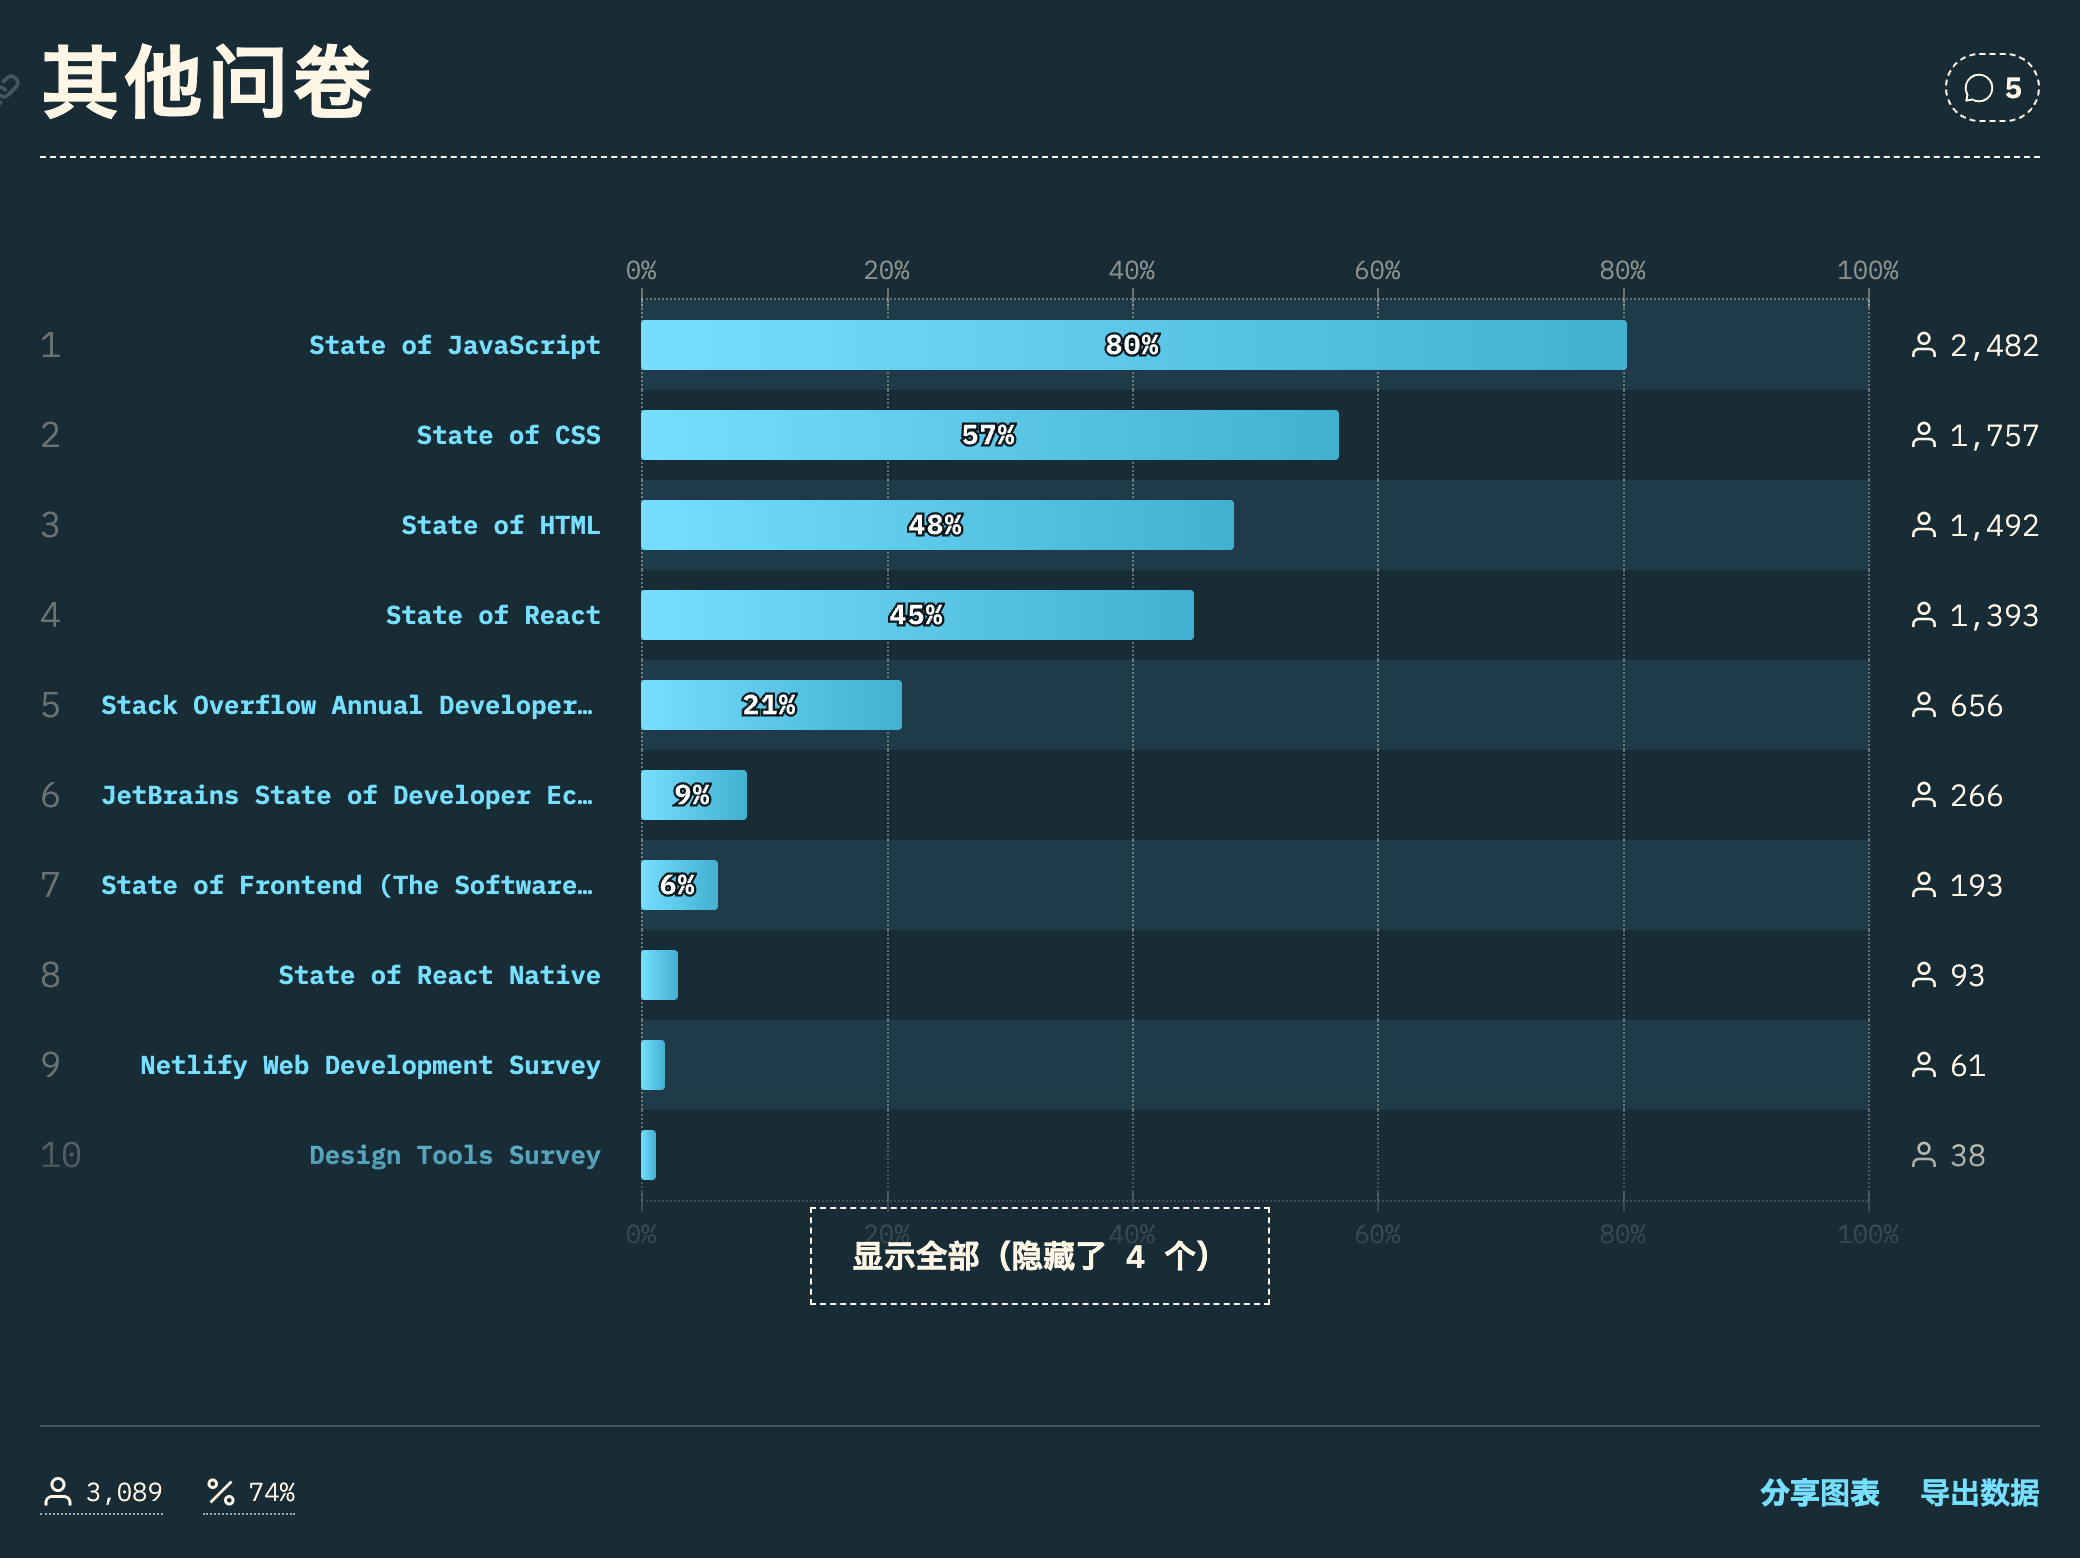 其他问卷
5
0% 20% 40% 60% 80% 100%
1 State of JavaScript 80% 2,482
2 State of CSS 57% 1,757
3 State of HTML 48% 1,492
4 State of React 45% 1,393
5 Stack Overflow Annual Developer… 21% 656
6 JetBrains State of Developer Ec… 9% 266
7 State of Frontend (The Software… 6% 193
8 State of React Native 93
9 Netlify Web Development Survey 61
10 Design Tools Survey 38
0% 20% 40% 60% 80% 100%
显示全部（隐藏了 4 个）
3,089 74% 分享图表 导出数据